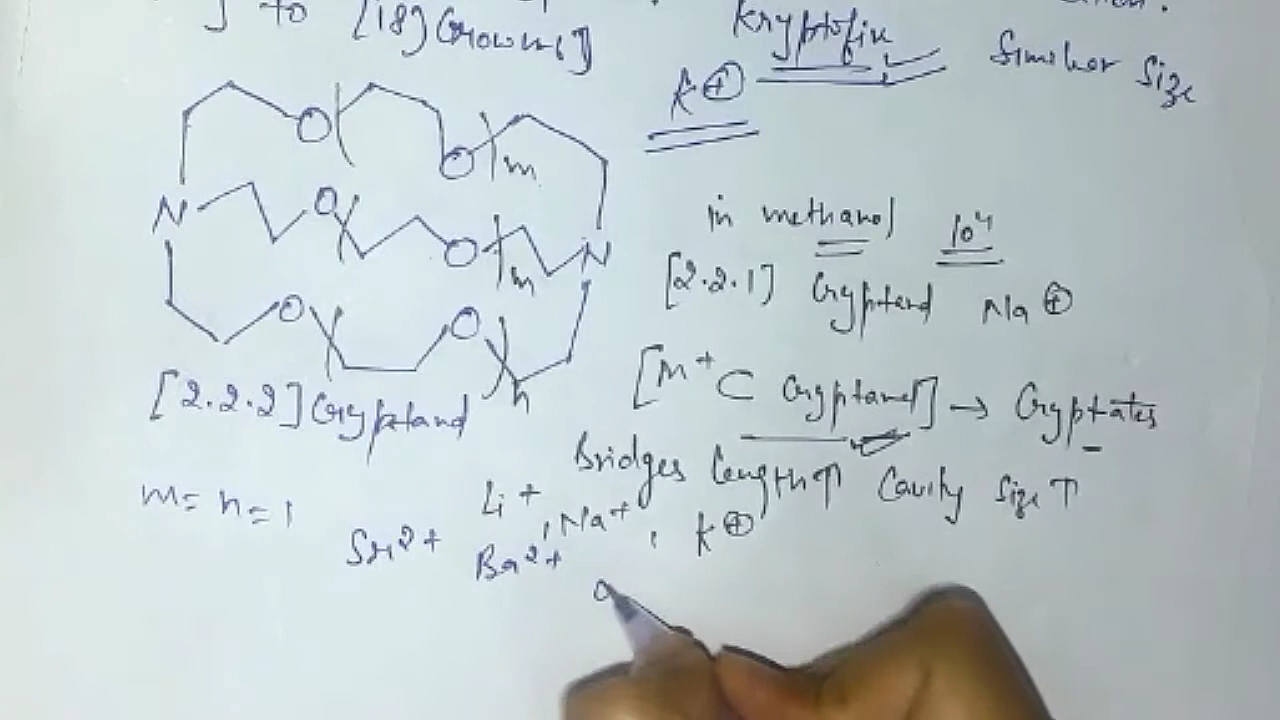 to [18] Crown 6]
Kryptofix
K⊕
Similar Size
O O m
N O O m N
O O n
in methanol 10⁴
[2.2.1] Cryptand Na⊕
[2.2.2] Cryptand
[M⁺ ⊂ Cryptand] → Cryptates
Bridges length↑ Cavity Size↑
m = n = 1
Li⁺, Na⁺, K⊕
Sr²⁺ Ba²⁺